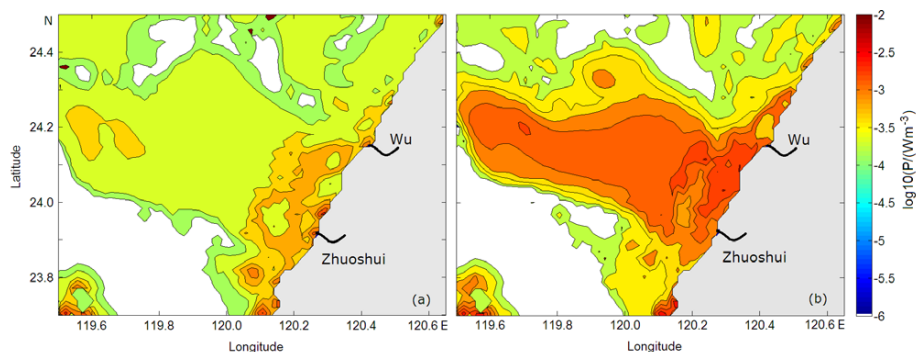 N
24.4
24.2
24.0
23.8
Latitude
Wu
Zhuoshui
(a)
119.6
119.8
120.0
120.2
120.4
120.6 E
Longitude
Wu
Zhuoshui
(b)
119.6
119.8
120.0
120.2
120.4
120.6 E
Longitude
-2
-2.5
-3
-3.5
-4
-4.5
-5
-5.5
-6
log10(P/(Wm⁻³)